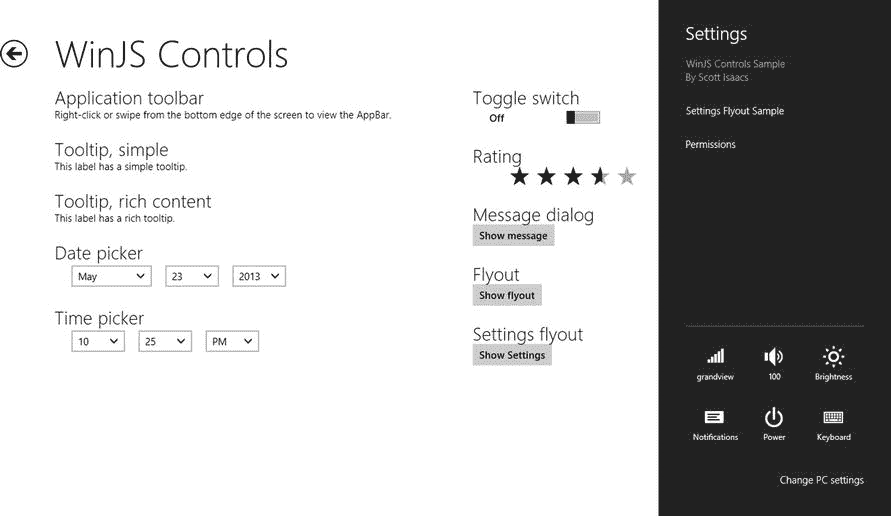 WinJS Controls
Application toolbar
Right-click or swipe from the bottom edge of the screen to view the AppBar.
Tooltip, simple
This label has a simple tooltip.
Tooltip, rich content
This label has a rich tooltip.
Date picker
May 23 2013
Time picker
10 25 PM
Toggle switch
Off
Rating
Message dialog
Show message
Flyout
Show flyout
Settings flyout
Show Settings
Settings
WinJS Controls Sample
By Scott Isaacs
Settings Flyout Sample
Permissions
grandview 100 Brightness
Notifications Power Keyboard
Change PC settings